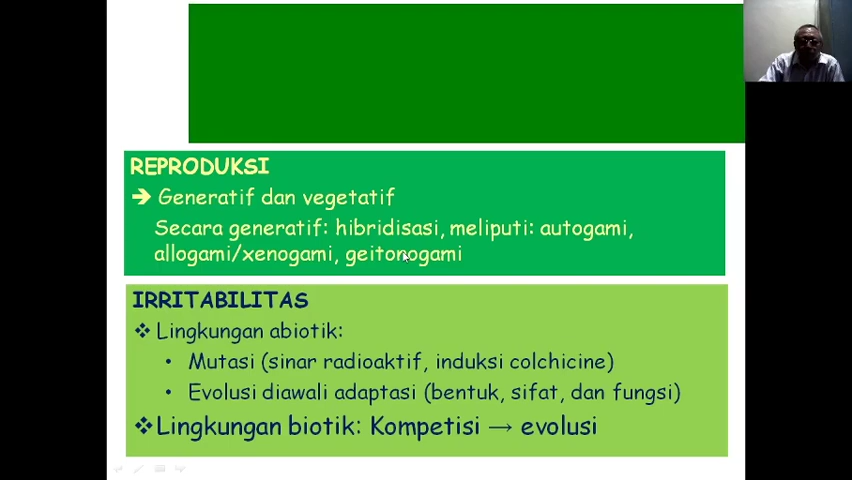 REPRODUKSI
➔ Generatif dan vegetatif
Secara generatif: hibridisasi, meliputi: autogami,
allogami/xenogami, geitonogami
IRRITABILITAS
❖ Lingkungan abiotik:
• Mutasi (sinar radioaktif, induksi colchicine)
• Evolusi diawali adaptasi (bentuk, sifat, dan fungsi)
❖Lingkungan biotik: Kompetisi → evolusi